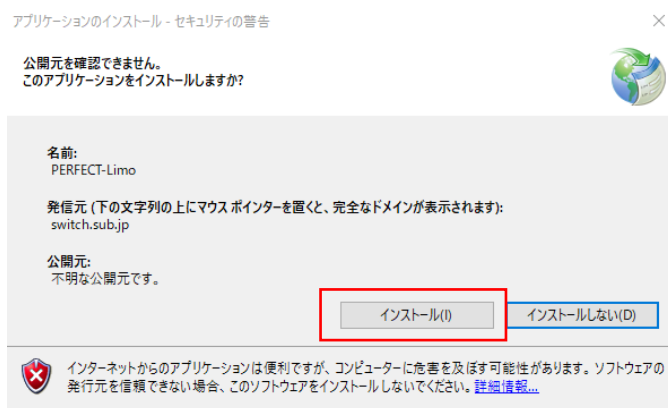 アプリケーションのインストール - セキュリティの警告
公開元を確認できません。
このアプリケーションをインストールしますか?
名前:
PERFECT-Limo
発信元 (下の文字列の上にマウス ポインターを置くと、完全なドメインが表示されます):
switch.sub.jp
公開元:
不明な公開元です。
インストール(I) インストールしない(D)
インターネットからのアプリケーションは便利ですが、コンピューターに危害を及ぼす可能性があります。ソフトウェアの
発行元を信頼できない場合、このソフトウェアをインストールしないでください。詳細情報...